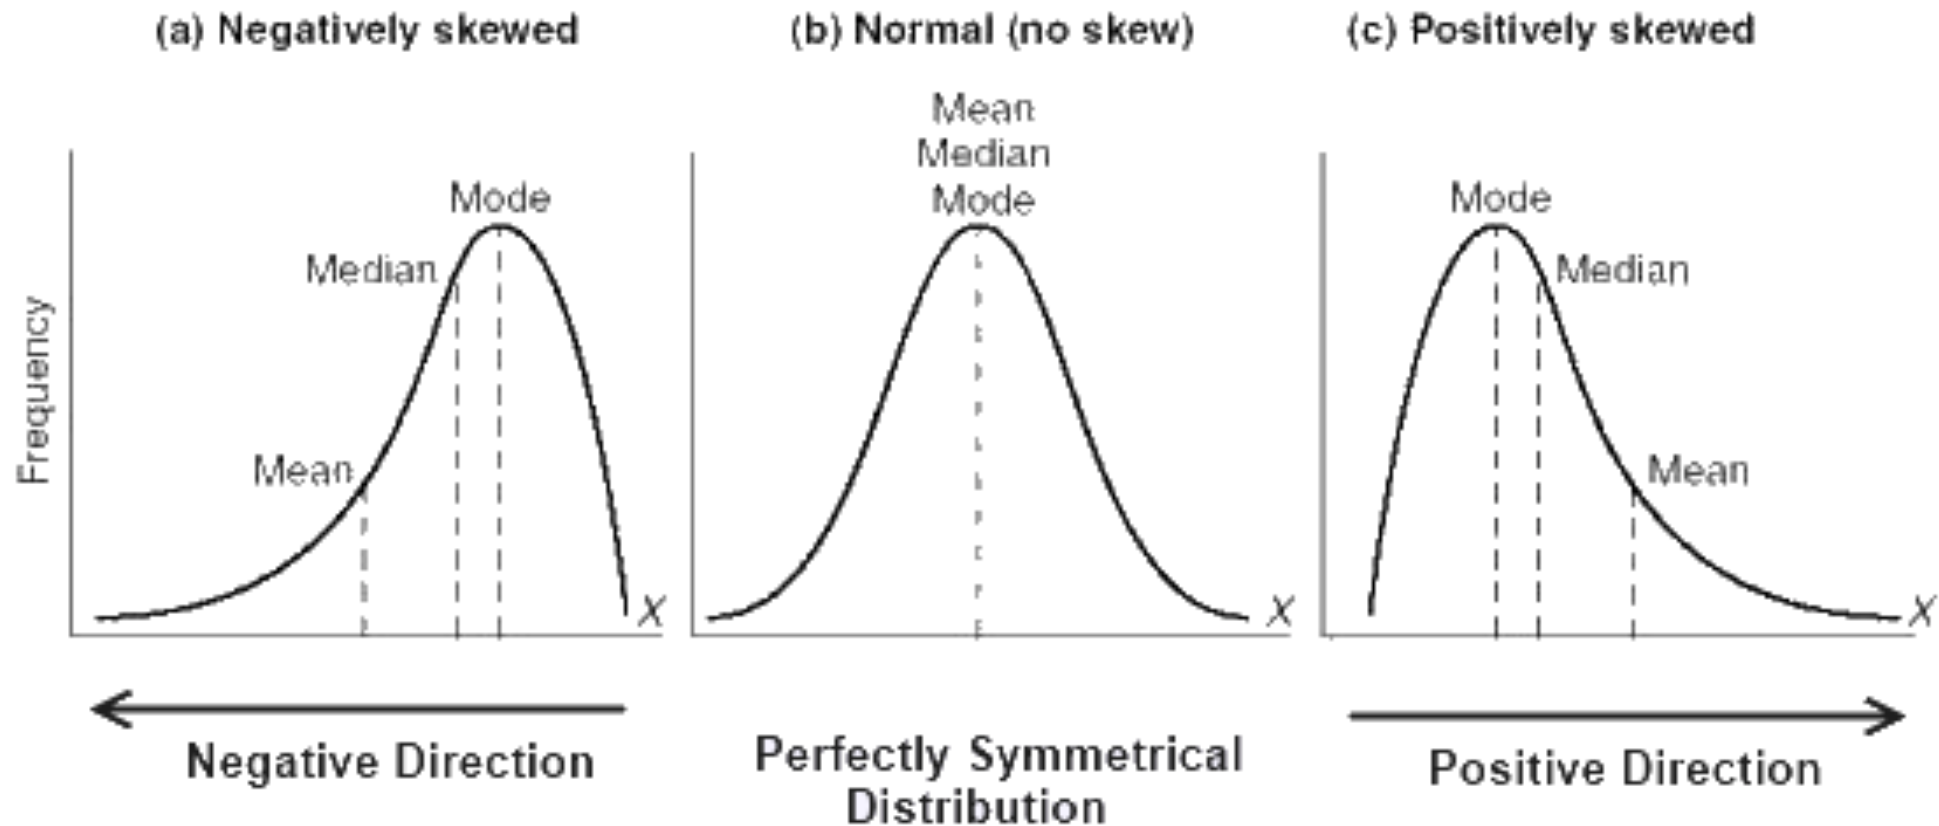 (a) Negatively skewed
(b) Normal (no skew)
(c) Positively skewed
Frequency
Mode
Median
Mean
X
Mean
Median
Mode
X
Mode
Median
Mean
X
Negative Direction
Perfectly Symmetrical
Distribution
Positive Direction